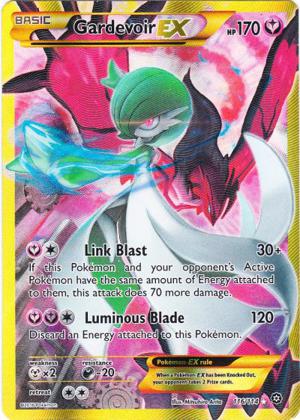 BASIC
Gardevoir EX HP 170
Link Blast 30+
If this Pokémon and your opponent's Active
Pokémon have the same amount of Energy attached
to them, this attack does 70 more damage.
Luminous Blade 120
Discard an Energy attached to this Pokémon.
weakness ×2
resistance -20
retreat
Pokémon-EX rule
When a Pokémon-EX has been Knocked Out,
your opponent takes 2 Prize cards.
116/114